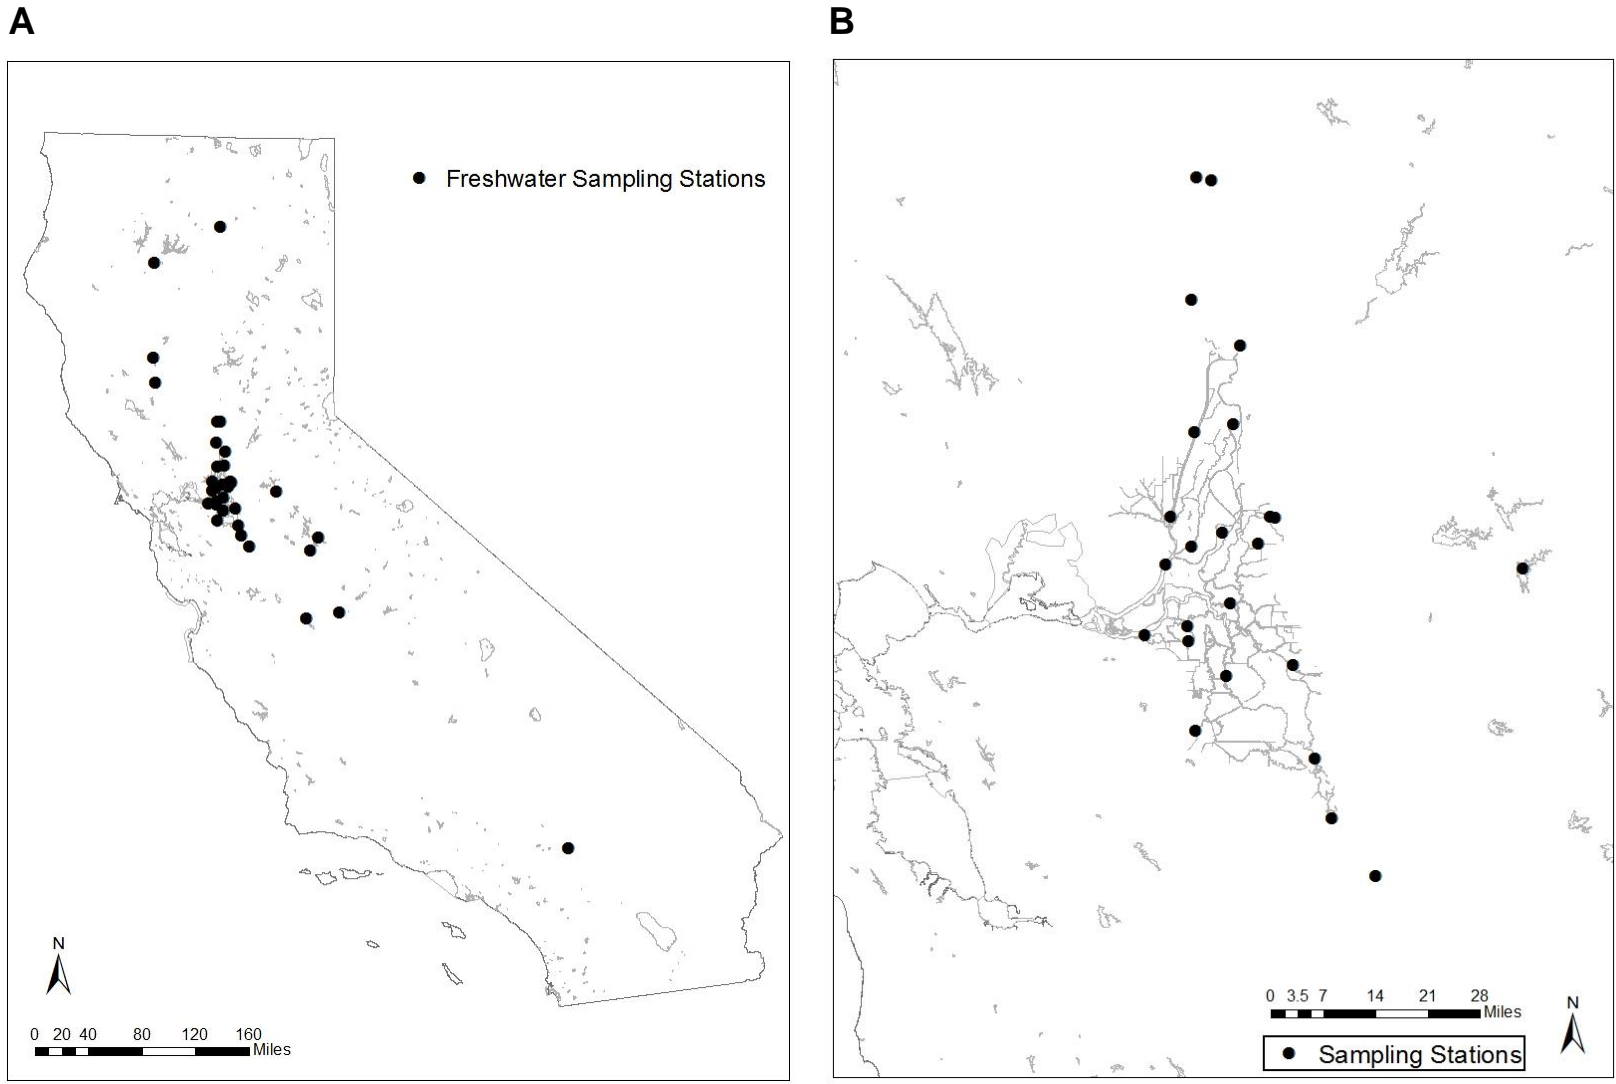 A
B
Freshwater Sampling Stations
N
0 20 40 80 120 160
Miles
0 3.5 7 14 21 28
Miles
N
Sampling Stations